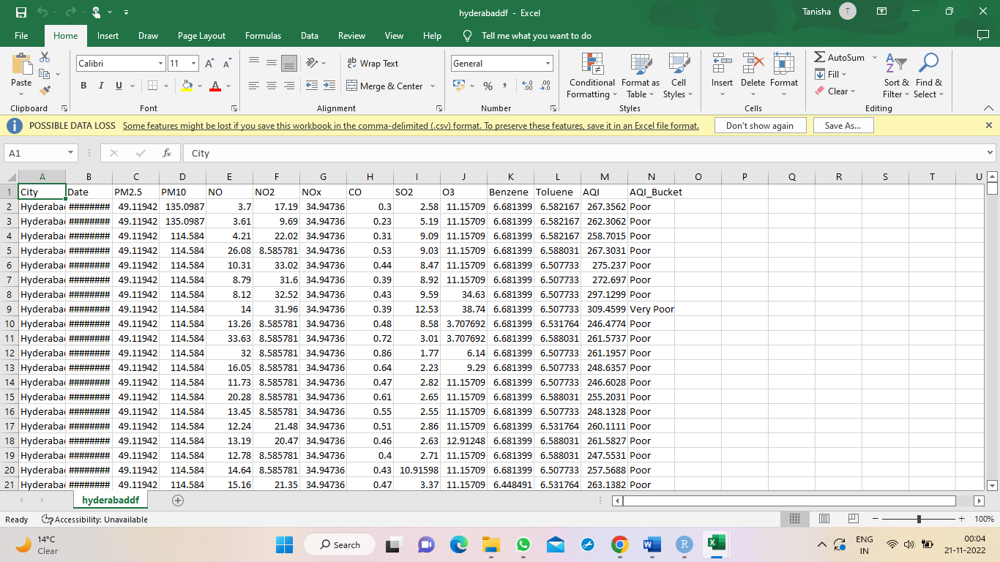 hyderabaddf - Excel
Tanisha T
File Home Insert Draw Page Layout Formulas Data Review View Help Tell me what you want to do
Calibri 11 Wrap Text General AutoSum
Fill
Paste B I U Merge & Center % Conditional Formatting Format as Table Cell Styles Insert Delete Format Clear Sort & Filter Find & Select
Clipboard Font Alignment Number Styles Cells Editing
POSSIBLE DATA LOSS Some features might be lost if you save this workbook in the comma-delimited (.csv) format. To preserve these features, save it in an Excel file format. Don't show again Save As...
A1 fx City
A B C D E F G H I J K L M N O P Q R S T U
1 City Date PM2.5 PM10 NO NO2 NOx CO SO2 O3 Benzene Toluene AQI AQI_Bucket
2 Hyderaba ######## 49.11942 135.0987 3.7 17.19 34.94736 0.3 2.58 11.15709 6.681399 6.582167 267.3562 Poor
3 Hyderaba ######## 49.11942 135.0987 3.61 9.69 34.94736 0.23 5.19 11.15709 6.681399 6.582167 262.3062 Poor
4 Hyderaba ######## 49.11942 114.584 4.21 22.02 34.94736 0.31 9.09 11.15709 6.681399 6.582167 258.7015 Poor
5 Hyderaba ######## 49.11942 114.584 26.08 8.585781 34.94736 0.53 9.03 11.15709 6.681399 6.588031 267.3031 Poor
6 Hyderaba ######## 49.11942 114.584 10.31 33.02 34.94736 0.44 8.47 11.15709 6.681399 6.507733 275.237 Poor
7 Hyderaba ######## 49.11942 114.584 8.79 31.6 34.94736 0.39 8.92 11.15709 6.681399 6.507733 272.697 Poor
8 Hyderaba ######## 49.11942 114.584 8.12 32.52 34.94736 0.43 9.59 34.63 6.681399 6.507733 297.1299 Poor
9 Hyderaba ######## 49.11942 114.584 14 31.96 34.94736 0.39 12.53 38.74 6.681399 6.507733 309.4599 Very Poor
10 Hyderaba ######## 49.11942 114.584 13.26 8.585781 34.94736 0.48 8.58 3.707692 6.681399 6.531764 246.4774 Poor
11 Hyderaba ######## 49.11942 114.584 33.63 8.585781 34.94736 0.72 3.01 3.707692 6.681399 6.588031 261.5737 Poor
12 Hyderaba ######## 49.11942 114.584 32 8.585781 34.94736 0.86 1.77 6.14 6.681399 6.507733 261.1957 Poor
13 Hyderaba ######## 49.11942 114.584 16.05 8.585781 34.94736 0.64 2.23 9.29 6.681399 6.507733 248.6357 Poor
14 Hyderaba ######## 49.11942 114.584 11.73 8.585781 34.94736 0.47 2.82 11.15709 6.681399 6.507733 246.6028 Poor
15 Hyderaba ######## 49.11942 114.584 20.28 8.585781 34.94736 0.61 2.65 11.15709 6.681399 6.588031 255.2031 Poor
16 Hyderaba ######## 49.11942 114.584 13.45 8.585781 34.94736 0.55 2.55 11.15709 6.681399 6.507733 248.1328 Poor
17 Hyderaba ######## 49.11942 114.584 12.24 21.48 34.94736 0.51 2.86 11.15709 6.681399 6.531764 260.1111 Poor
18 Hyderaba ######## 49.11942 114.584 13.19 20.47 34.94736 0.46 2.63 12.91248 6.681399 6.588031 261.5827 Poor
19 Hyderaba ######## 49.11942 114.584 12.78 8.585781 34.94736 0.4 2.71 11.15709 6.681399 6.588031 247.5531 Poor
20 Hyderaba ######## 49.11942 114.584 14.64 8.585781 34.94736 0.43 10.91598 11.15709 6.681399 6.507733 257.5688 Poor
21 Hyderaba ######## 49.11942 114.584 15.16 21.35 34.94736 0.47 3.37 11.15709 6.448491 6.531764 263.1382 Poor
hyderabaddf
Ready Accessibility: Unavailable 100%
14°C
Clear
Search
ENG
IN
00:04
21-11-2022